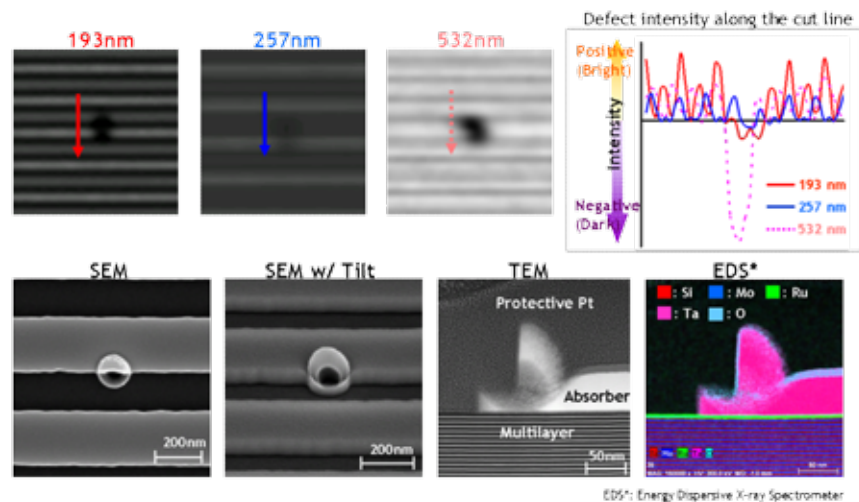 Defect intensity along the cut line
193nm
257nm
532nm
Positive
(Bright)
intensity
Negative
(Dark)
193 nm
257 nm
532 nm
SEM
SEM w/ Tilt
TEM
EDS*
200nm
200nm
Protective Pt
Absorber
Multilayer
50nm
: Si
: Mo
: Ru
: Ta
: O
EDS*: Energy Dispersive X-ray Spectrometer